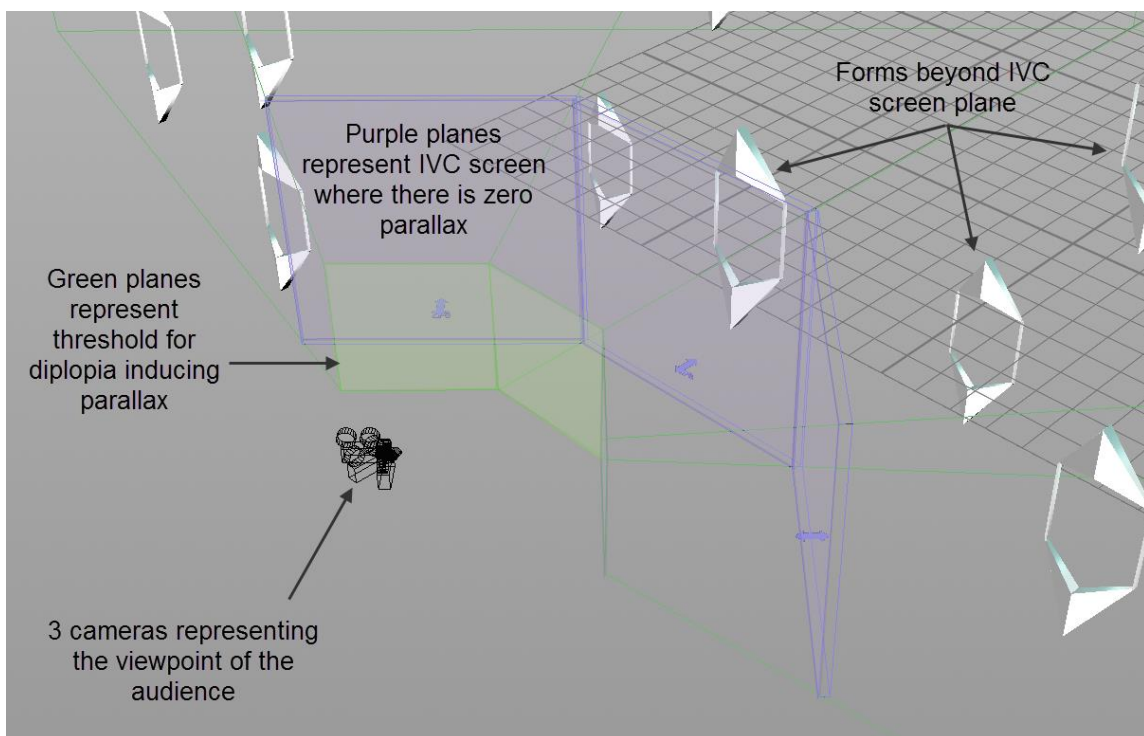 Purple planes
represent IVC screen
where there is zero
parallax
Forms beyond IVC
screen plane
Green planes
represent
threshold for
diplopia inducing
parallax
3 cameras representing
the viewpoint of the
audience